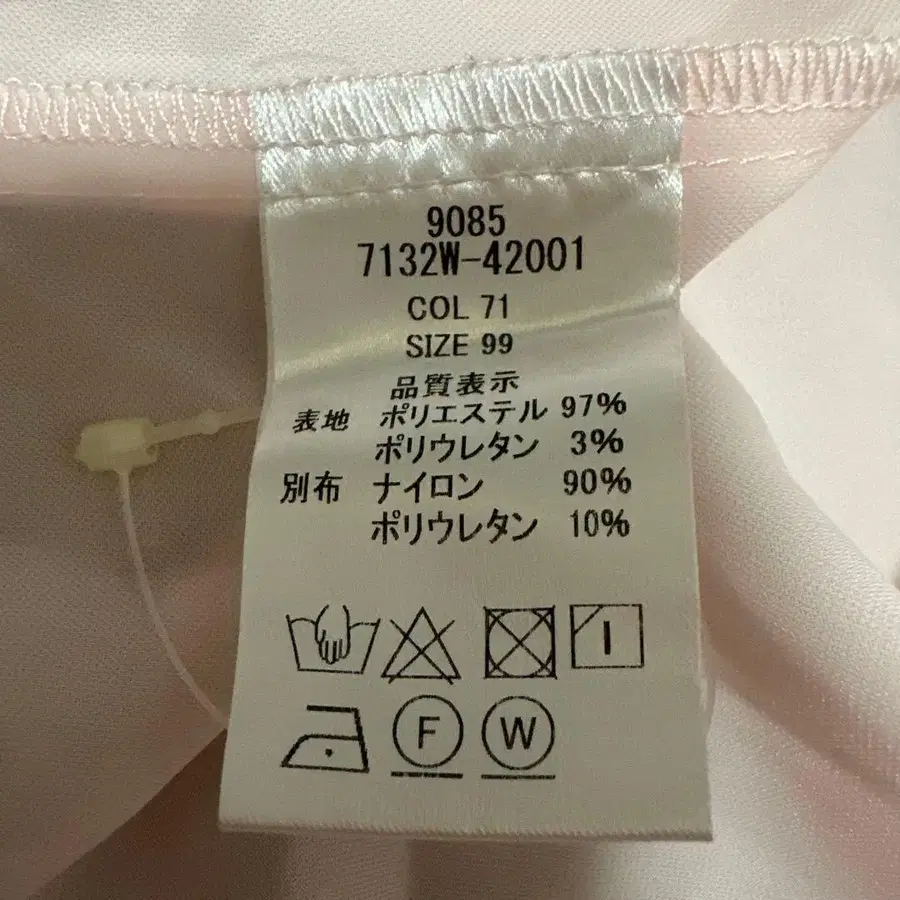 9085
7132W-42001
COL 71
SIZE 99
品質表示
表地 ポリエステル 97%
ポリウレタン 3%
別布 ナイロン 90%
ポリウレタン 10%
F W